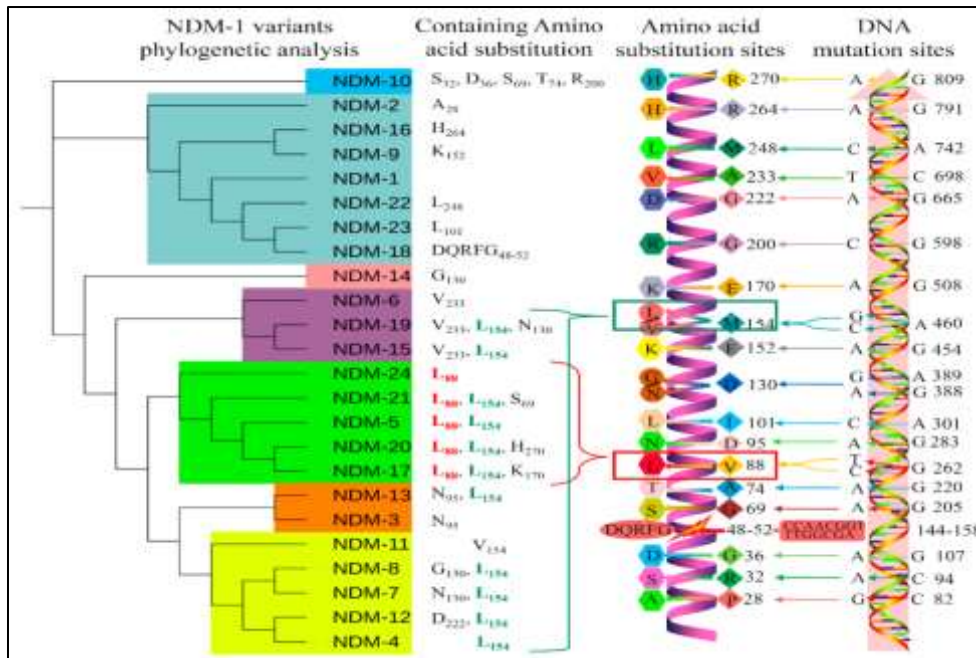 NDM-1 variants Containing Amino Amino acid DNA
phylogenetic analysis acid substitution substitution sites mutation sites
NDM-10 S32, D36, S69, T74, R200
NDM-2 A28
NDM-16 H264
NDM-9 K152
NDM-1
NDM-22 L248
NDM-23 L101
NDM-18 DQRFG48-52
NDM-14 G130
NDM-6 V233
NDM-19 V233, L154, N130
NDM-15 V233, L154
NDM-24 L88
NDM-21 L88, L154, S69
NDM-5 L88, L154
NDM-20 L88, L154, H270
NDM-17 L88, L154, K170
NDM-13 N95, L154
NDM-3 N95
NDM-11 V154
NDM-8 G130, L154
NDM-7 N130, L154
NDM-12 D222, L154
NDM-4 L154
H R 270 A G 809
H R 264 A G 791
L M 248 C A 742
V A 233 T C 698
D G 222 A G 665
R G 200 C G 598
K E 170 A G 508
L G
V M 154 C A 460
K E 152 A G 454
G G A 389
N 130 A G 388
L I 101 C A 301
N D 95 A G 283
L V 88 T C G 262
T A 74 A G 220
S 69 A G 205
DQRFG 48-52 144-158
D G 36 A G 107
S R 32 A C 94
A P 28 G C 82